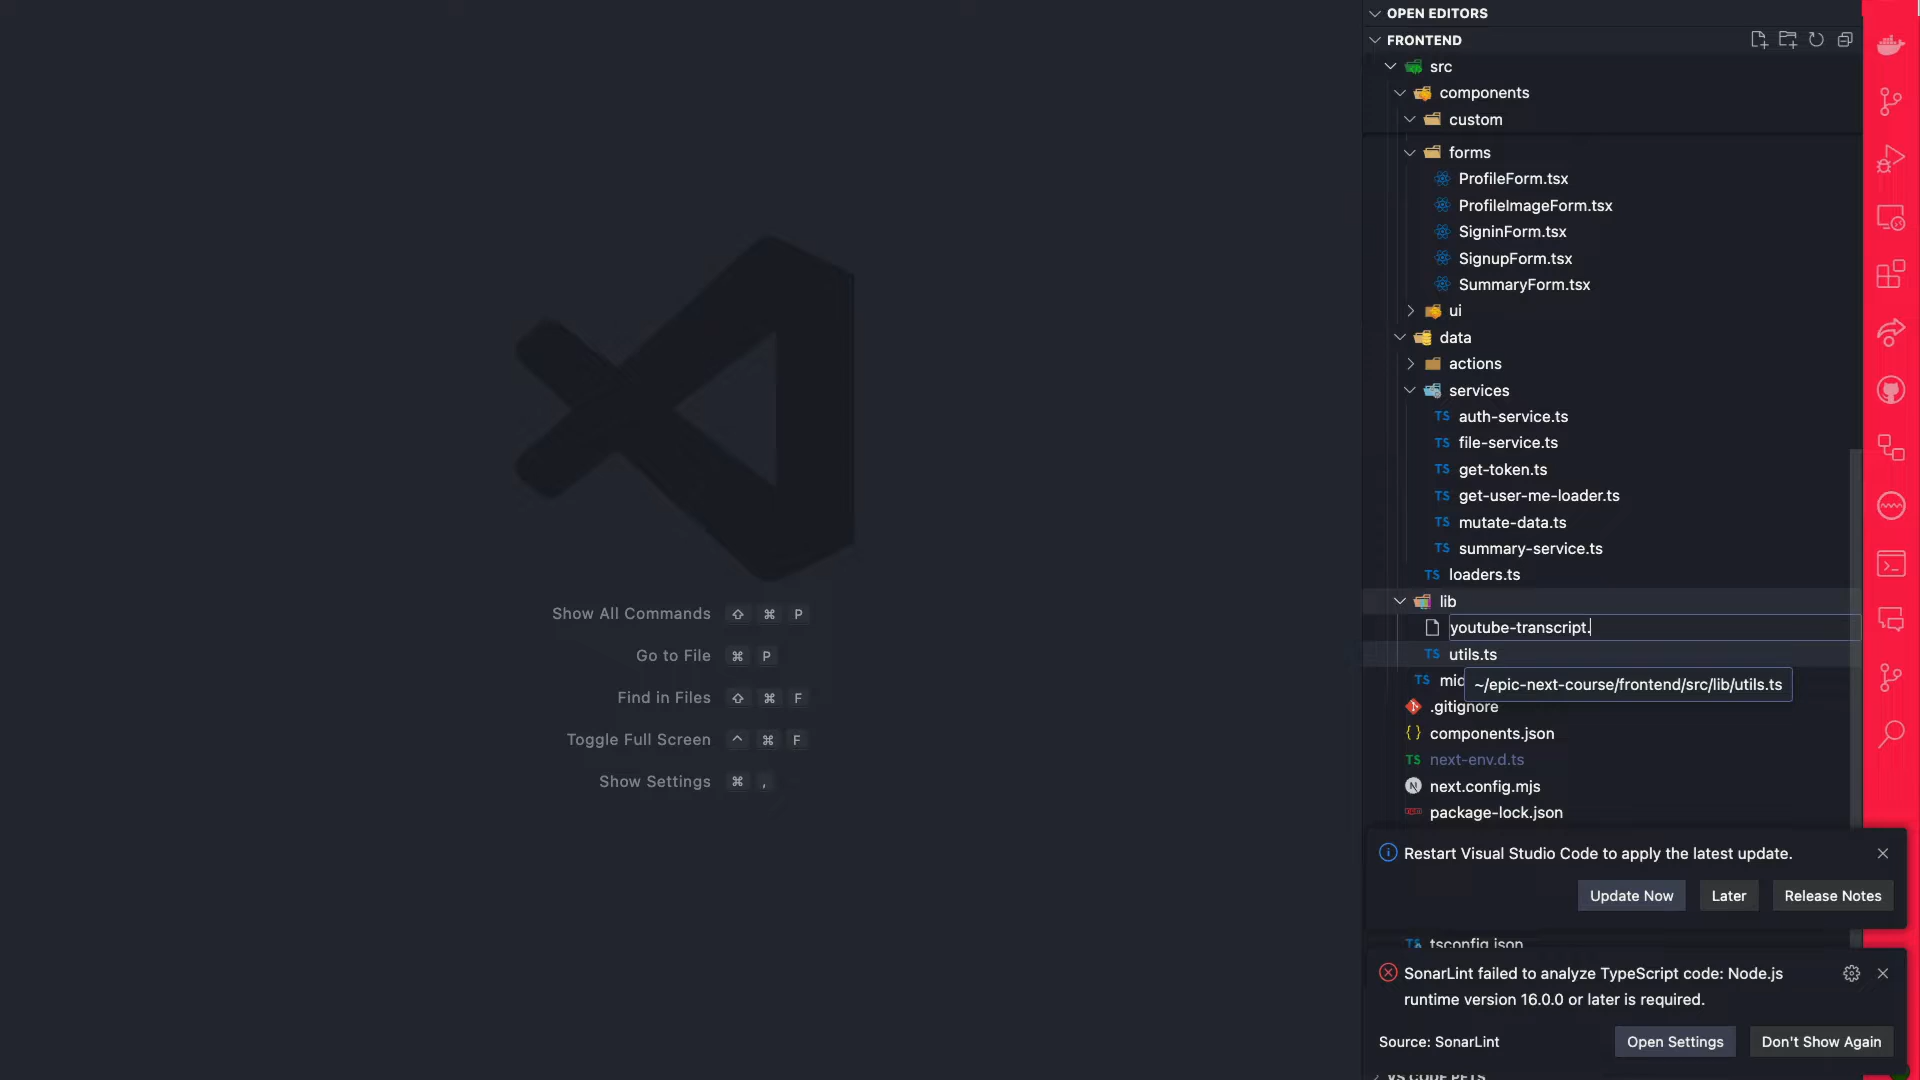 OPEN EDITORS
FRONTEND
src
components
custom
forms
ProfileForm.tsx
ProfileImageForm.tsx
SigninForm.tsx
SignupForm.tsx
SummaryForm.tsx
ui
data
actions
services
TS auth-service.ts
TS file-service.ts
TS get-token.ts
TS get-user-me-loader.ts
TS mutate-data.ts
TS summary-service.ts
TS loaders.ts
lib
youtube-transcript.
TS utils.ts
TS mid
~/epic-next-course/frontend/src/lib/utils.ts
.gitignore
{ } components.json
TS next-env.d.ts
N next.config.mjs
package-lock.json
Show All Commands ⇧ ⌘ P
Go to File ⌘ P
Find in Files ⇧ ⌘ F
Toggle Full Screen ^ ⌘ F
Show Settings ⌘ ,
Restart Visual Studio Code to apply the latest update.
Update Now Later Release Notes
tsconfig.json
SonarLint failed to analyze TypeScript code: Node.js
runtime version 16.0.0 or later is required.
Source: SonarLint Open Settings Don't Show Again
VS CODE PETS